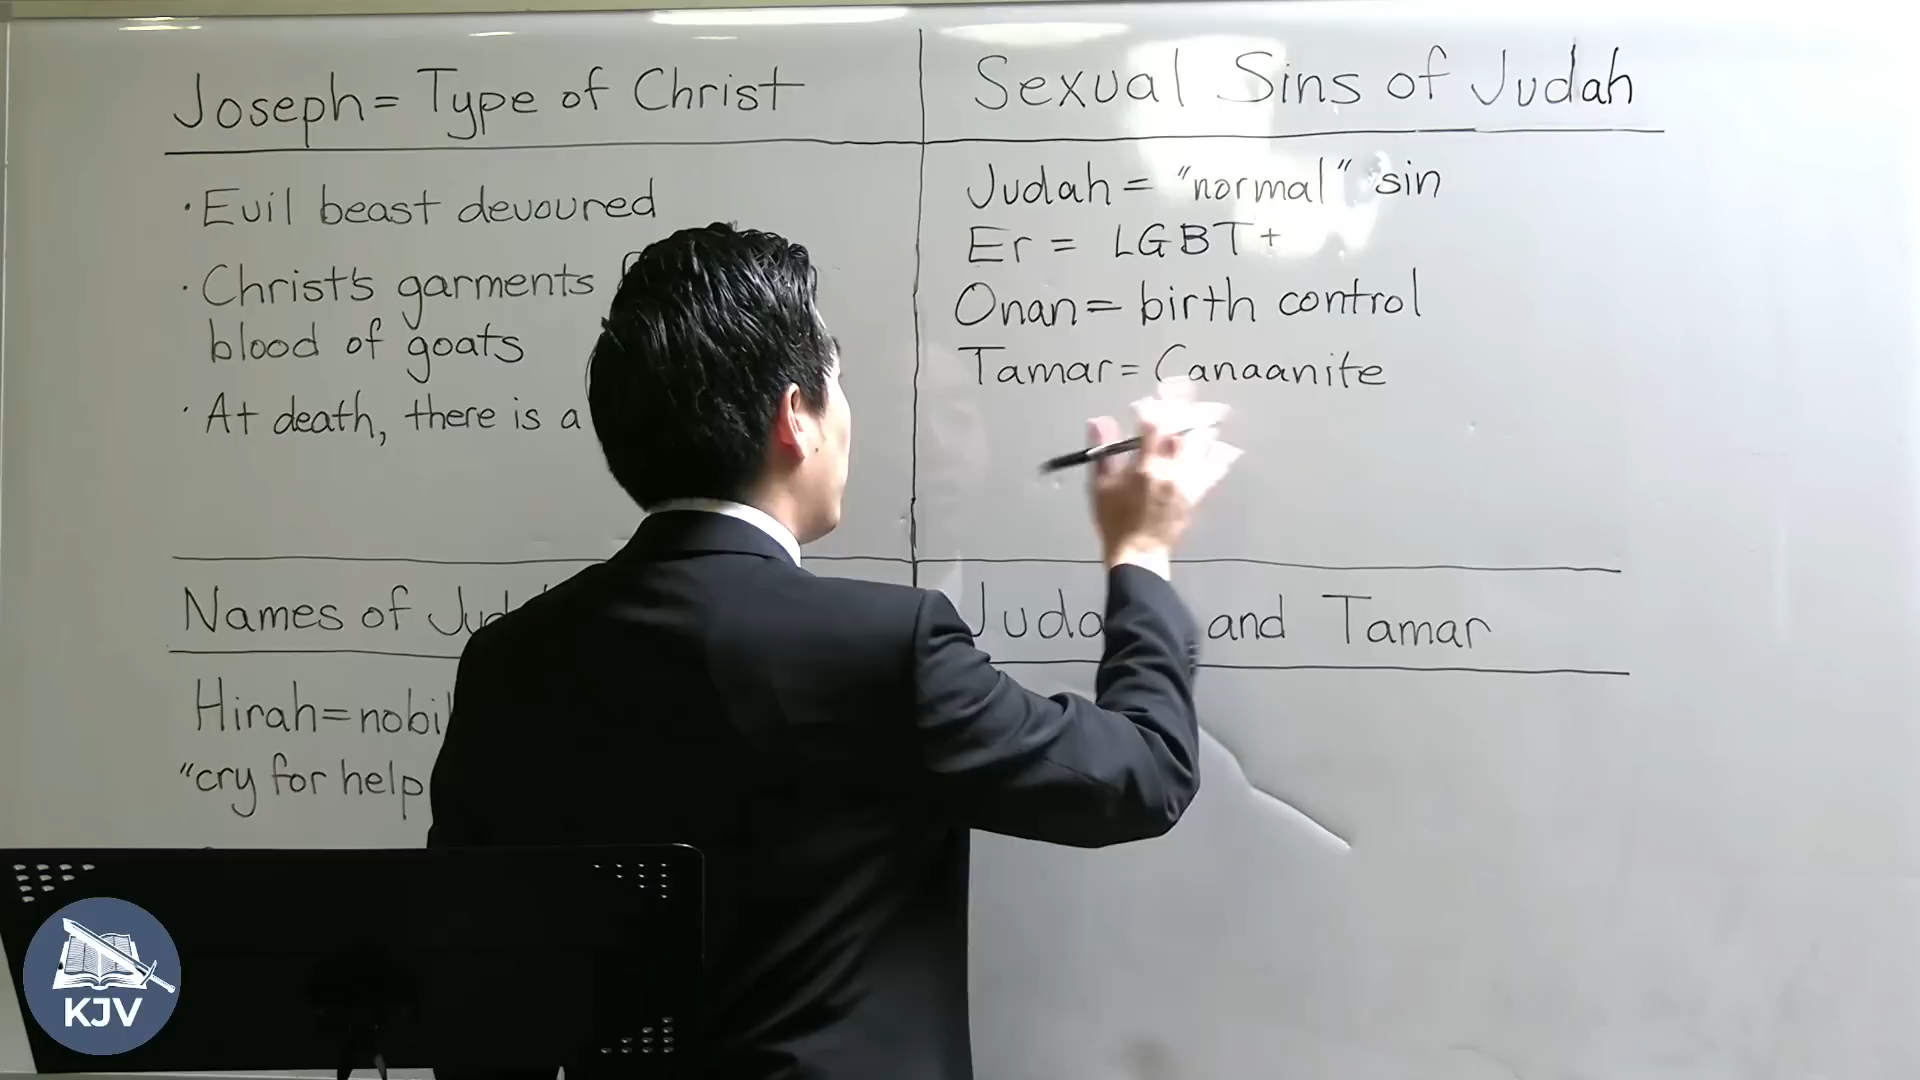 Joseph = Type of Christ
· Evil beast devoured
· Christ's garments
blood of goats
· At death, there is a
Sexual Sins of Judah
Judah = "normal" sin
Er = LGBT+
Onan = birth control
Tamar = Canaanite
Names of
Hirah =
"cry for help
and Tamar
KJV